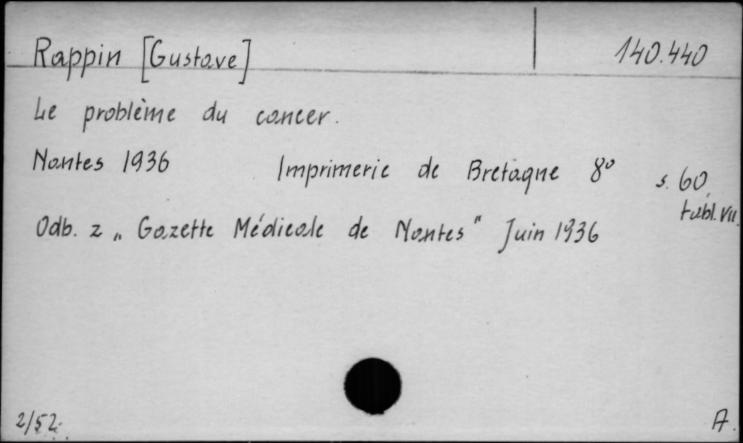 Rappin [Gustave] 140.440
Le problème du cancer.
Nantes 1936 Imprimerie de Bretagne 8° s. 60,
tabl. VII.
Odb. z „Gazette Médicale de Nantes" Juin 1936
2/52. A.